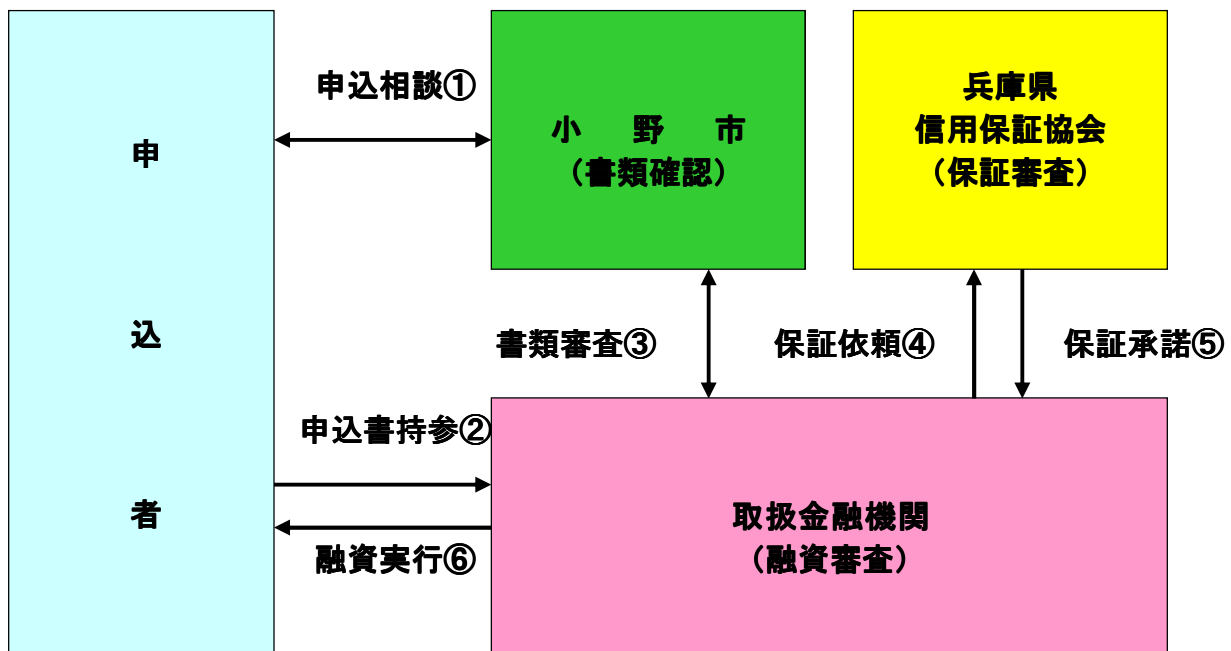 申込者
申込相談①
小　野　市
（書類確認）
兵庫県
信用保証協会
（保証審査）
書類審査③
保証依頼④
保証承諾⑤
申込書持参②
融資実行⑥
取扱金融機関
（融資審査）